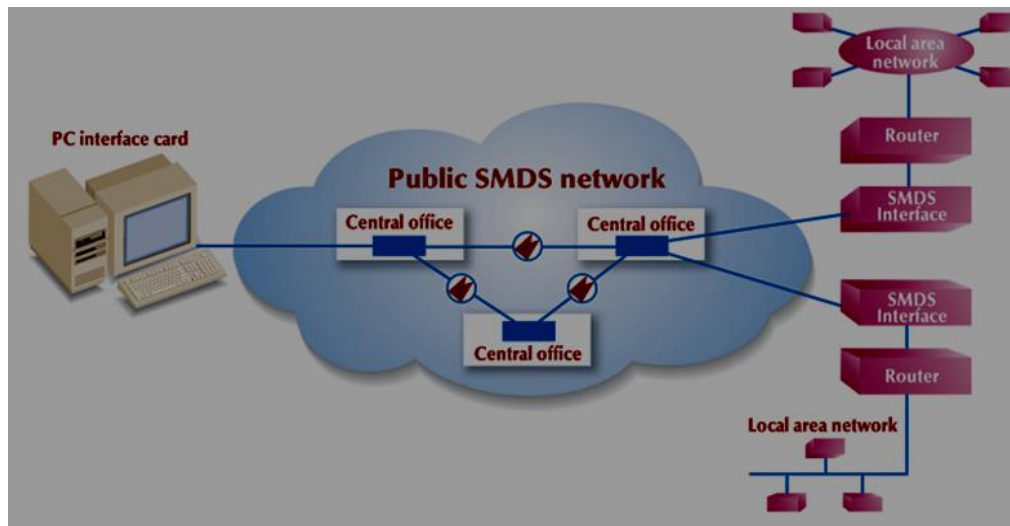 PC interface card
Public SMDS network
Central office
Central office
Central office
Local area
network
Router
SMDS
Interface
SMDS
Interface
Router
Local area network